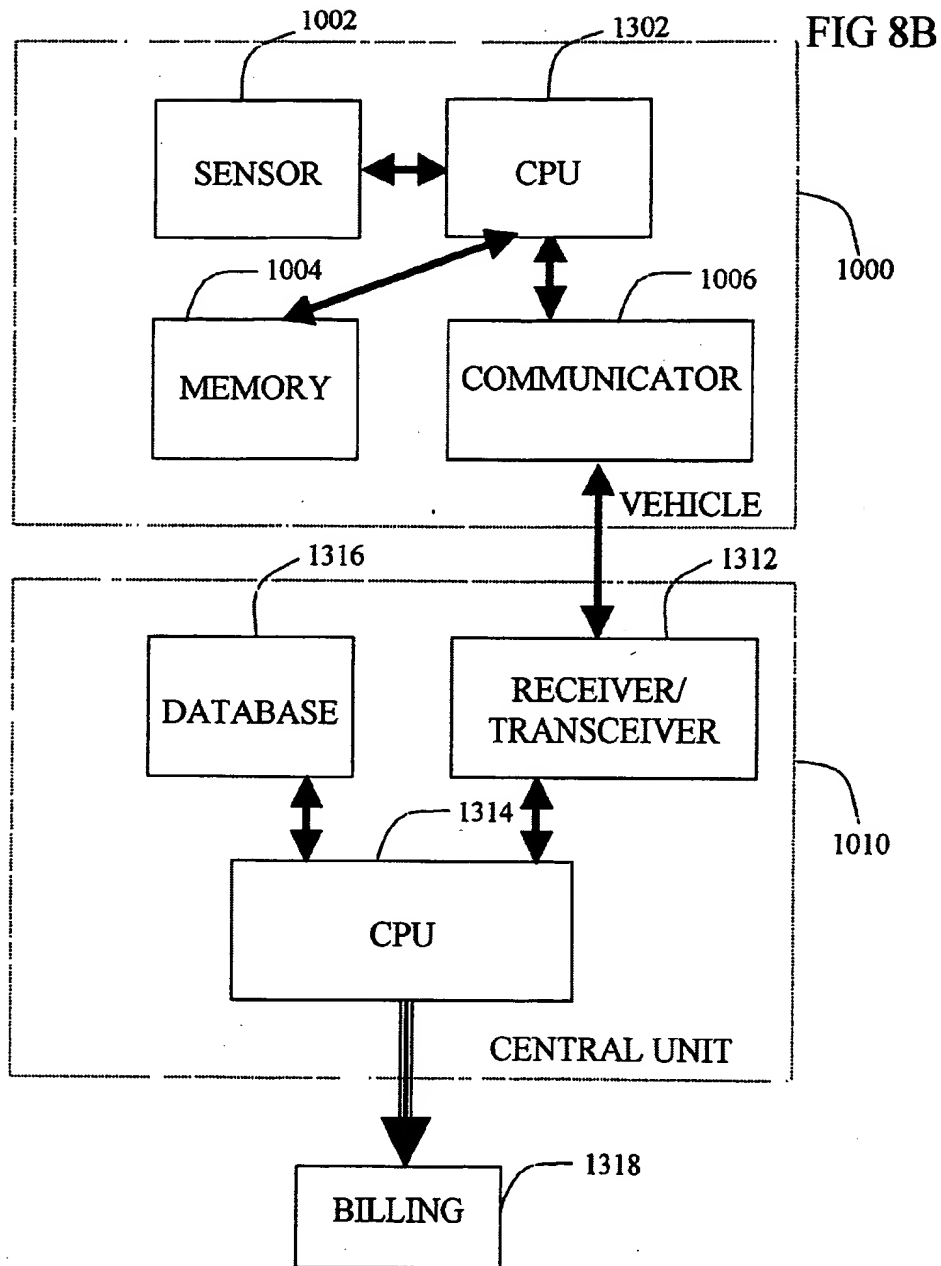 FIG 8B
1002
1302
SENSOR
CPU
1000
1004
1006
MEMORY
COMMUNICATOR
VEHICLE
1316
1312
DATABASE
RECEIVER/
TRANSCEIVER
1314
1010
CPU
CENTRAL UNIT
1318
BILLING